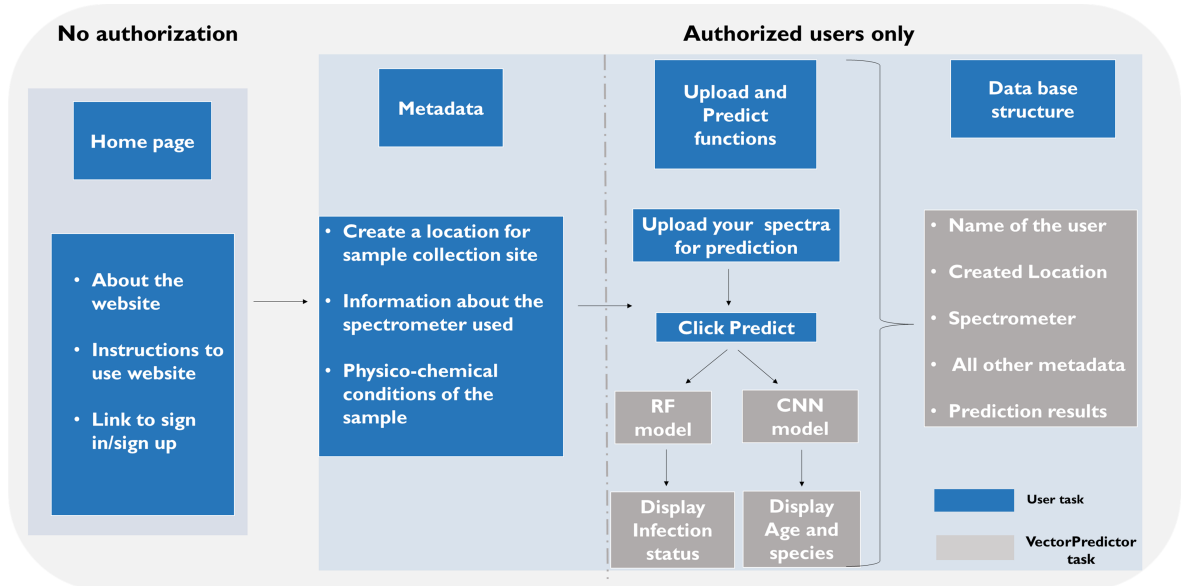 No authorization
Authorized users only
Home page
• About the
website
• Instructions to
use website
• Link to sign
in/sign up
Metadata
• Create a location for
sample collection site
• Information about the
spectrometer used
• Physico-chemical
conditions of the
sample
Upload and
Predict
functions
Upload your spectra
for prediction
Click Predict
RF
model
CNN
model
Display
Infection
status
Display
Age and
species
Data base
structure
• Name of the user
• Created Location
• Spectrometer
• All other metadata
• Prediction results
User task
VectorPredictor
task